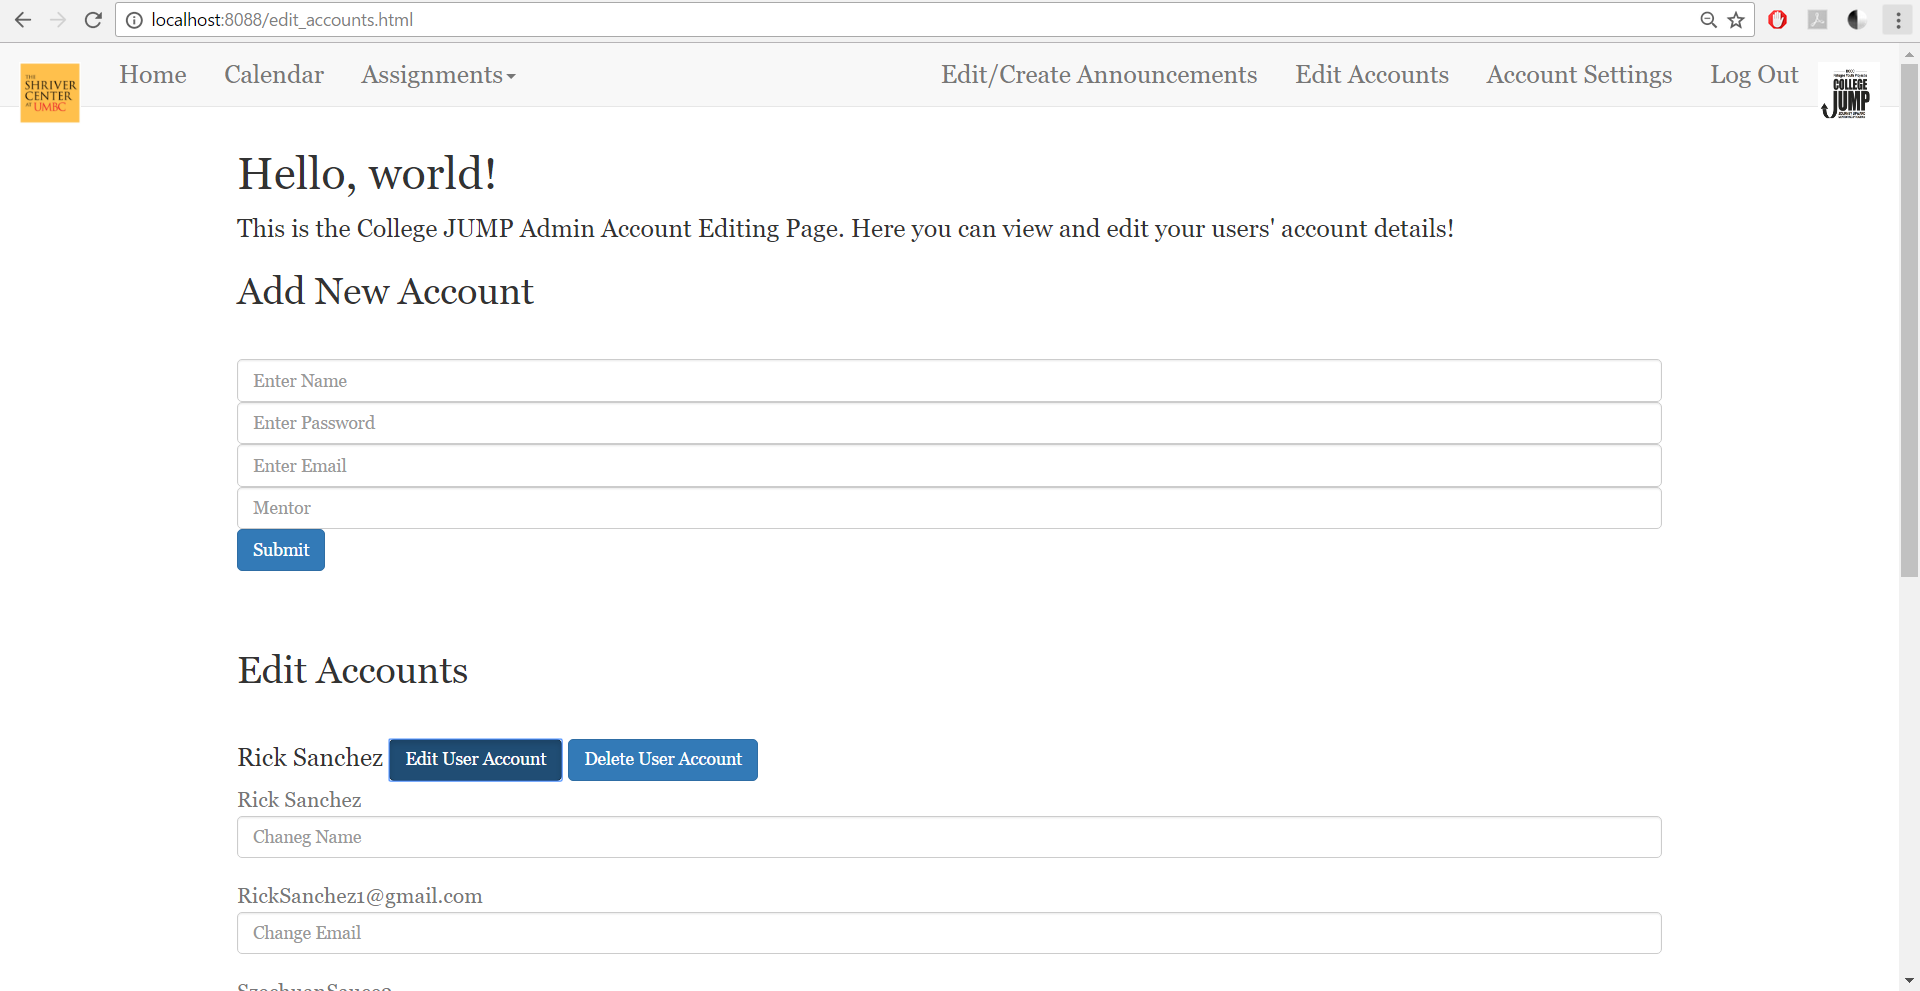 localhost:8088/edit_accounts.html
THE
SHRIVER
CENTER
AT UMBC
Home Calendar Assignments Edit/Create Announcements Edit Accounts Account Settings Log Out
COLLEGE
JUMP
Hello, world!
This is the College JUMP Admin Account Editing Page. Here you can view and edit your users' account details!
Add New Account
Enter Name
Enter Password
Enter Email
Mentor
Submit
Edit Accounts
Rick Sanchez Edit User Account Delete User Account
Rick Sanchez
Chaneg Name
RickSanchez1@gmail.com
Change Email